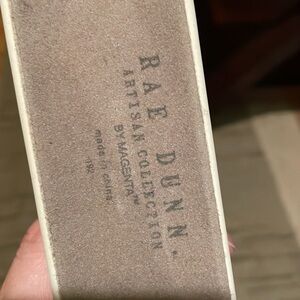 RAE DUNN.
ARTISAN COLLECTION
BY MAGENTA™
made in china.